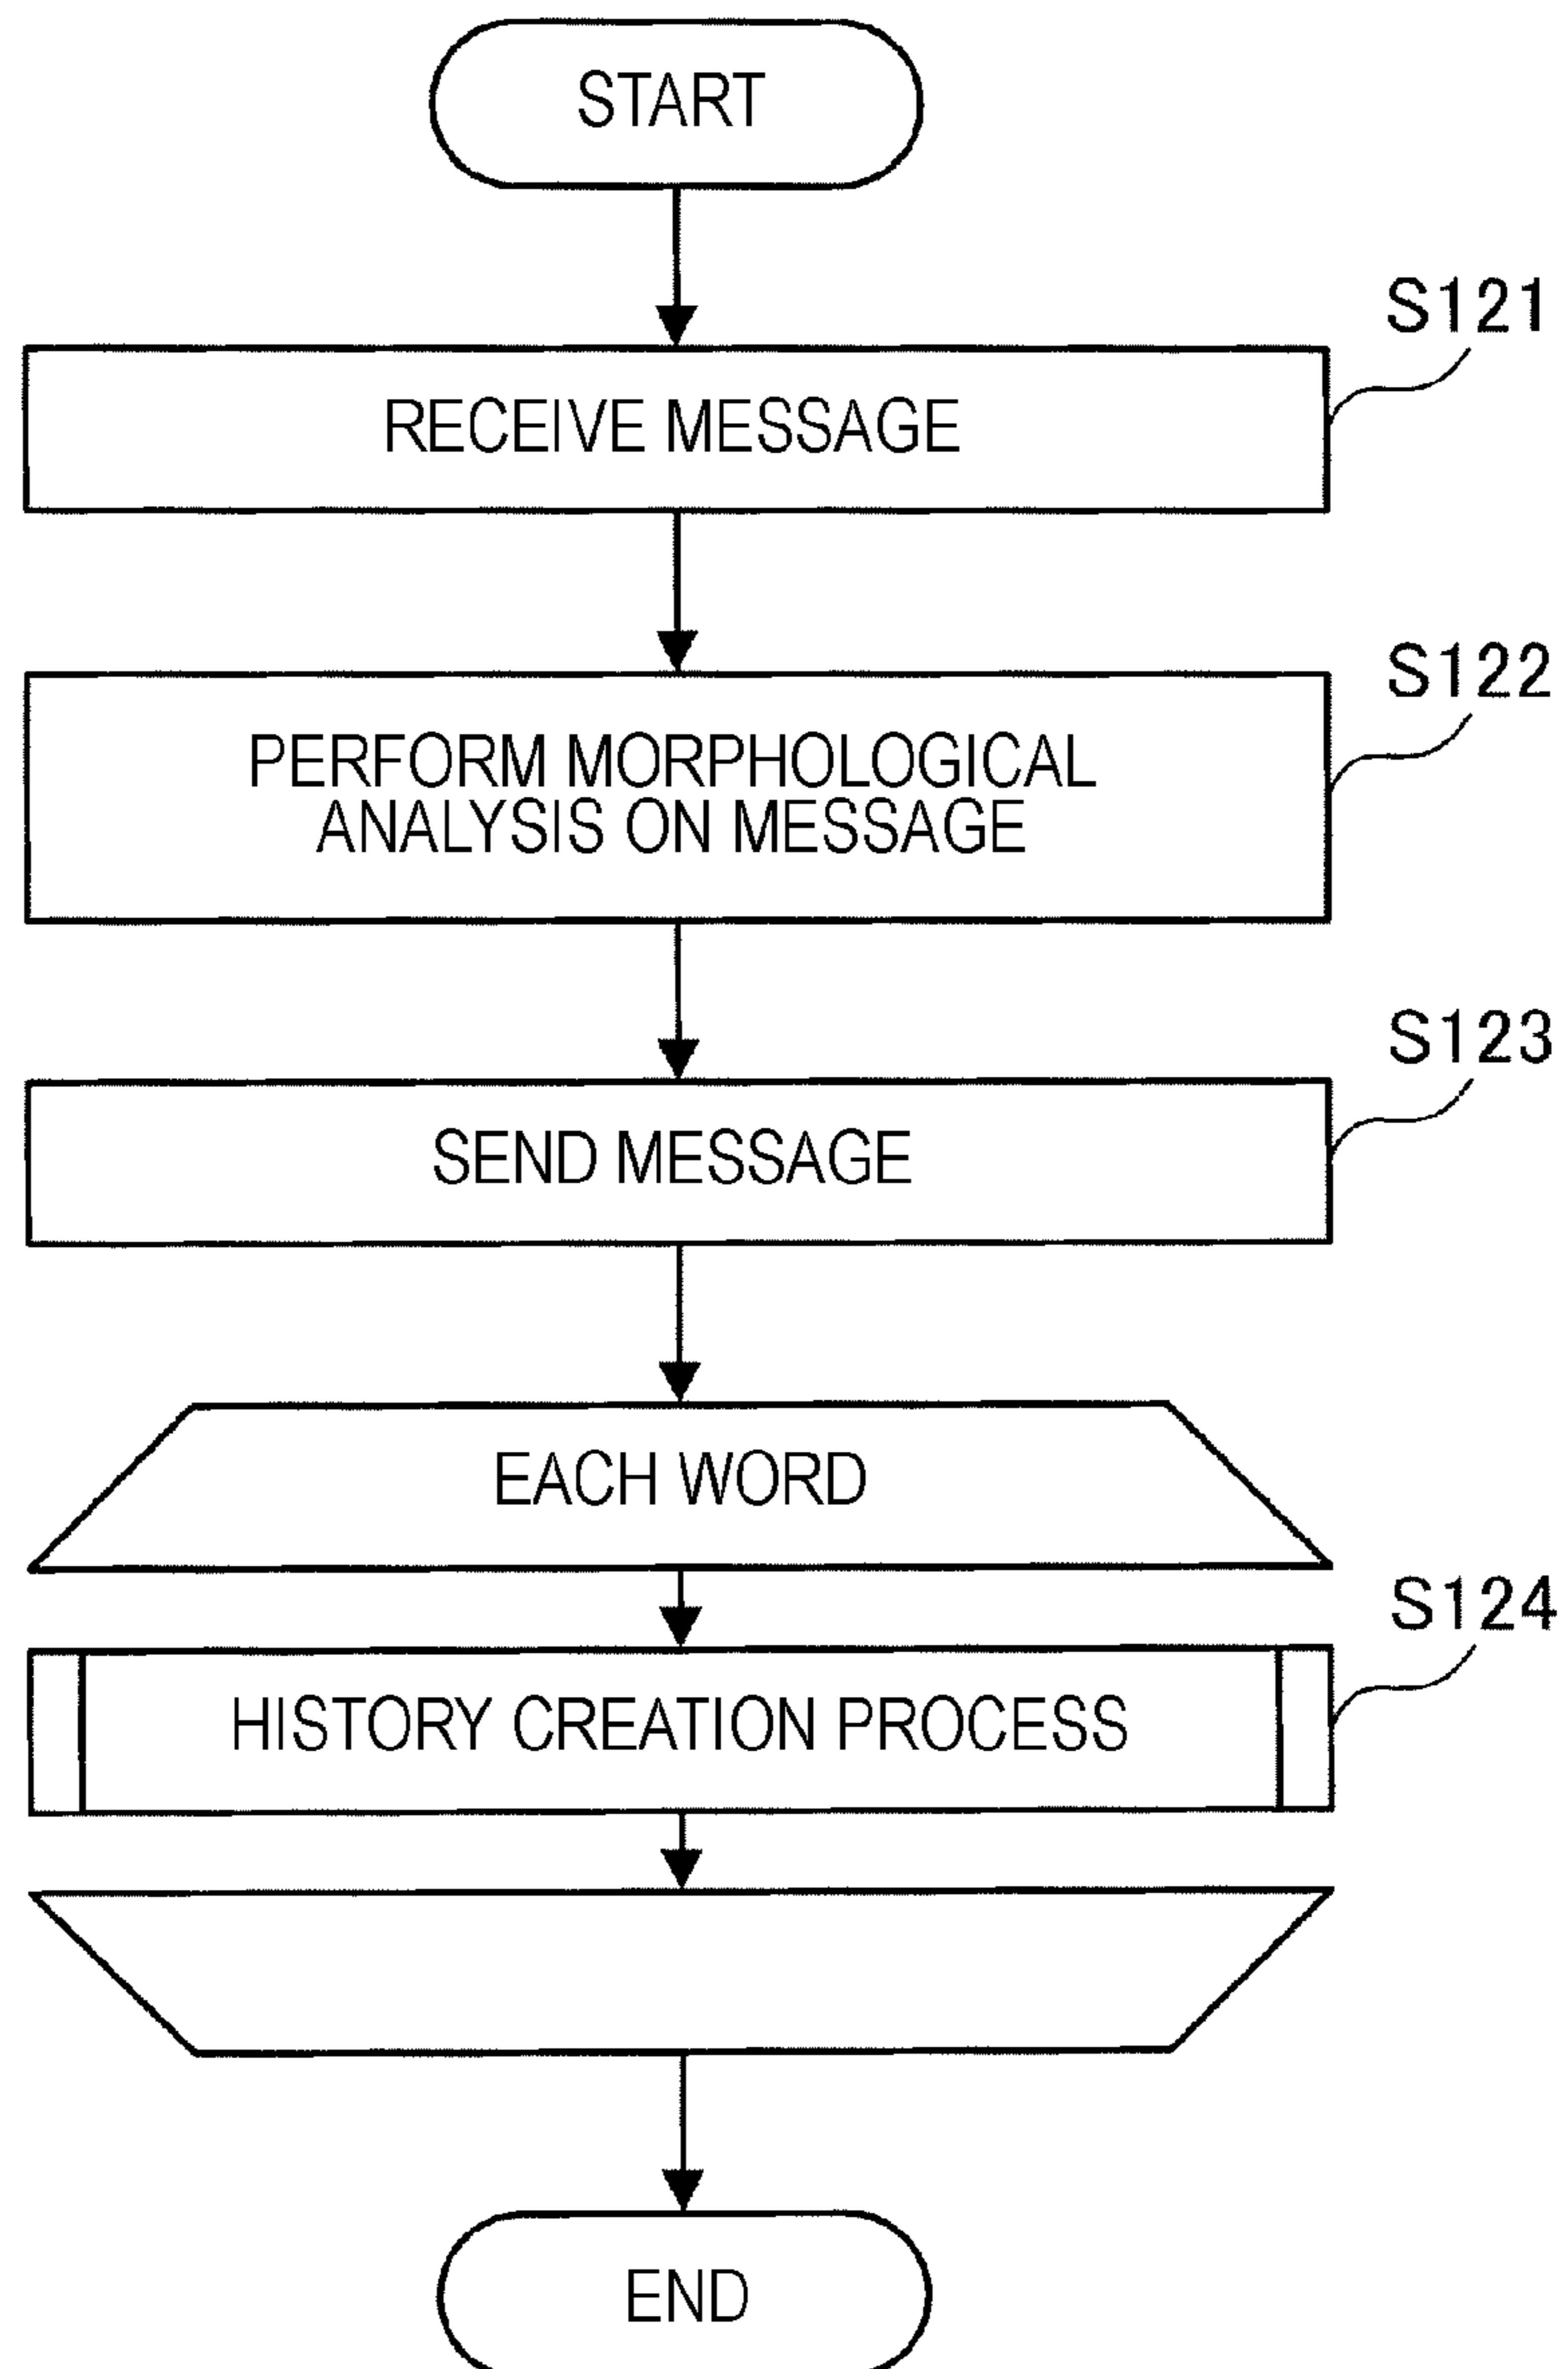 START
S121
RECEIVE MESSAGE
S122
PERFORM MORPHOLOGICAL
ANALYSIS ON MESSAGE
S123
SEND MESSAGE
EACH WORD
S124
HISTORY CREATION PROCESS
END